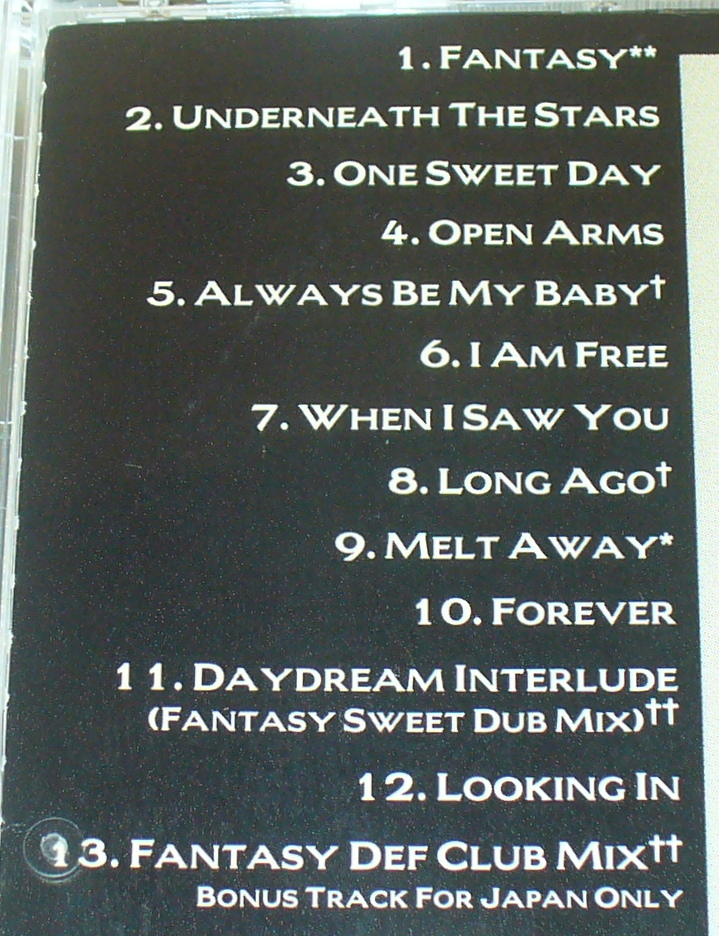 1. FANTASY**
2. UNDERNEATH THE STARS
3. ONE SWEET DAY
4. OPEN ARMS
5. ALWAYS BE MY BABY†
6. I AM FREE
7. WHEN I SAW YOU
8. LONG AGO†
9. MELT AWAY*
10. FOREVER
11. DAYDREAM INTERLUDE
(FANTASY SWEET DUB MIX)††
12. LOOKING IN
13. FANTASY DEF CLUB MIX††
BONUS TRACK FOR JAPAN ONLY